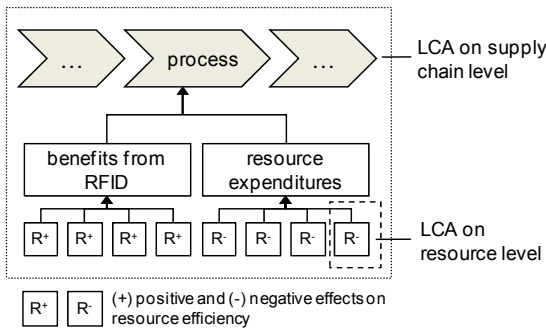 ... process ...
LCA on supply
chain level
benefits from
RFID
resource
expenditures
R+ R+ R+ R+ R- R- R- R-
LCA on
resource level
R+ R- (+) positive and (-) negative effects on
resource efficiency